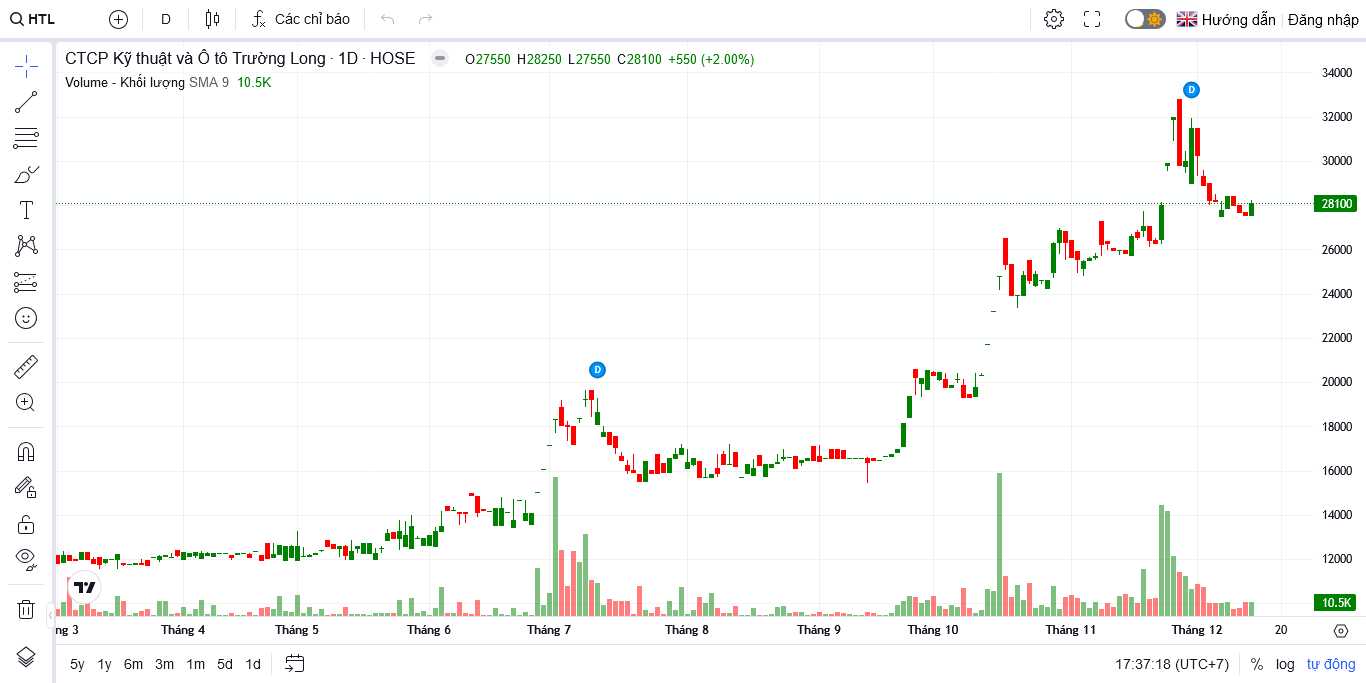 HTL D Các chỉ báo Hướng dẫn Đăng nhập
CTCP Kỹ thuật và Ô tô Trường Long · 1D · HOSE O27550 H28250 L27550 C28100 +550 (+2.00%)
Volume - Khối lượng SMA 9 10.5K
D
D
34000
32000
30000
28100
26000
24000
22000
20000
18000
16000
14000
12000
10.5K
ng 3 Tháng 4 Tháng 5 Tháng 6 Tháng 7 Tháng 8 Tháng 9 Tháng 10 Tháng 11 Tháng 12 20
5y 1y 6m 3m 1m 5d 1d 17:37:18 (UTC+7) % log tự động